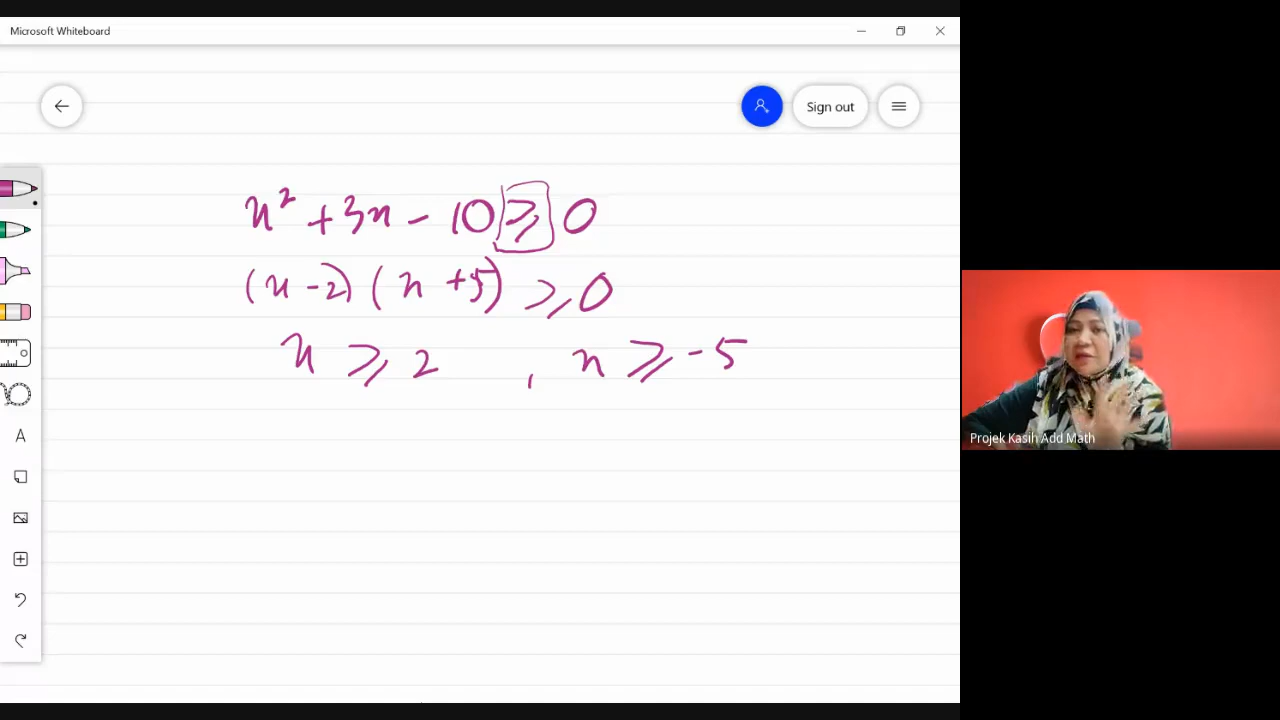 Microsoft Whiteboard
Sign out
x² + 3x - 10 ≥ 0
(x - 2) (x + 5) ≥ 0
x ≥ 2 , x ≥ -5
A
Projek Kasih Add Math